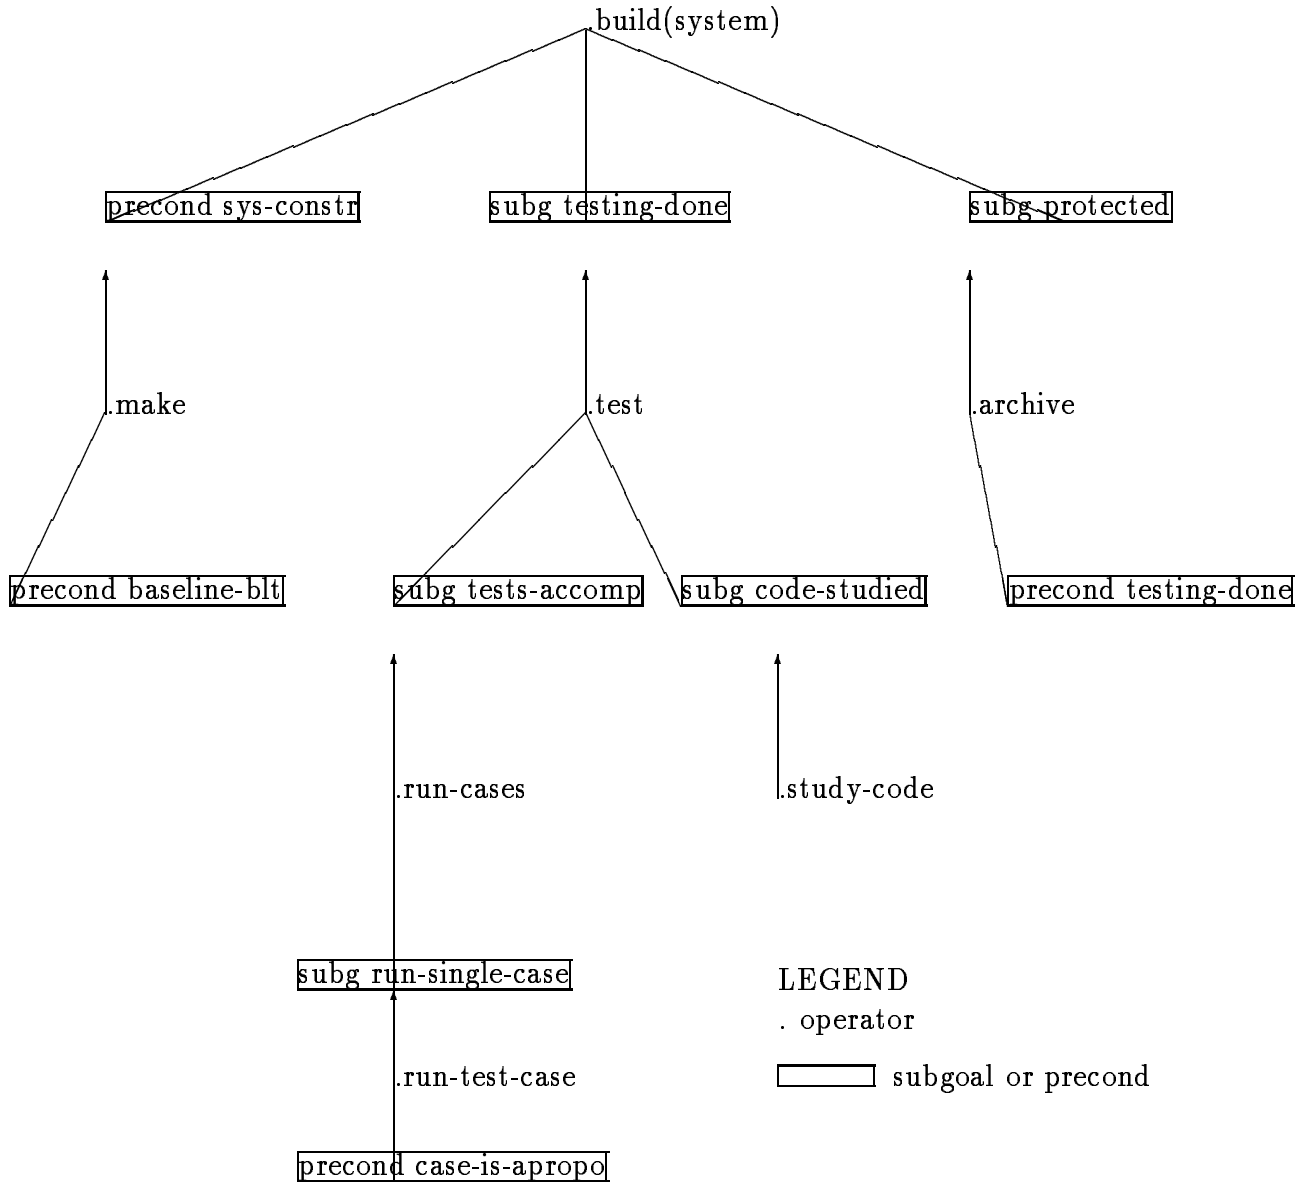 .build(system)
precond sys-constr
subg testing-done
subg protected
.make
.test
.archive
precond baseline-blt
subg tests-accomp
subg code-studied
precond testing-done
.run-cases
.study-code
subg run-single-case
LEGEND
. operator
.run-test-case
subgoal or precond
precond case-is-apropo